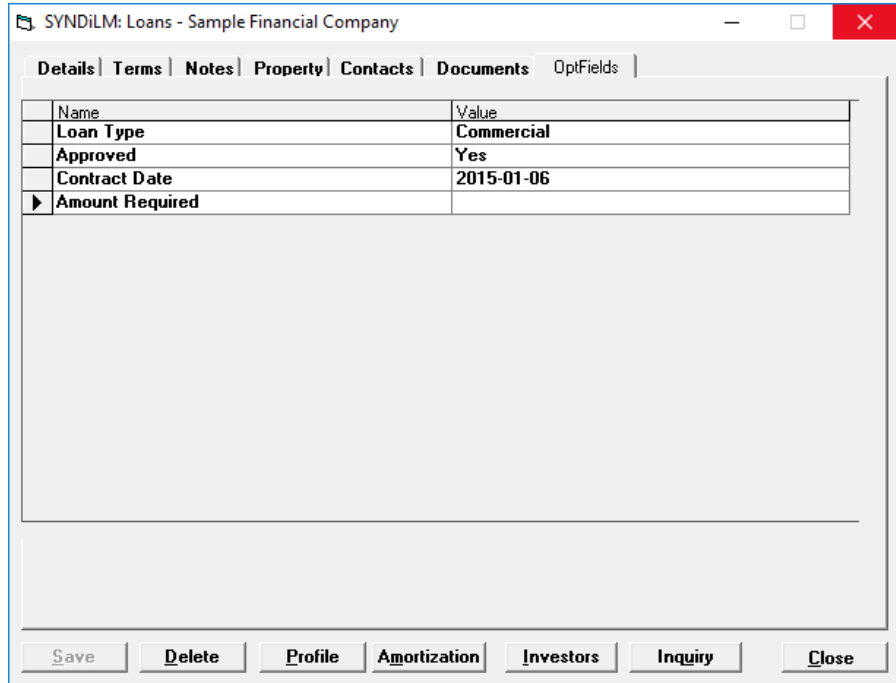 SYNDiLM: Loans - Sample Financial Company
Details Terms Notes Property Contacts Documents OptFields
Name Value
Loan Type Commercial
Approved Yes
Contract Date 2015-01-06
Amount Required
Save Delete Profile Amortization Investors Inquiry Close